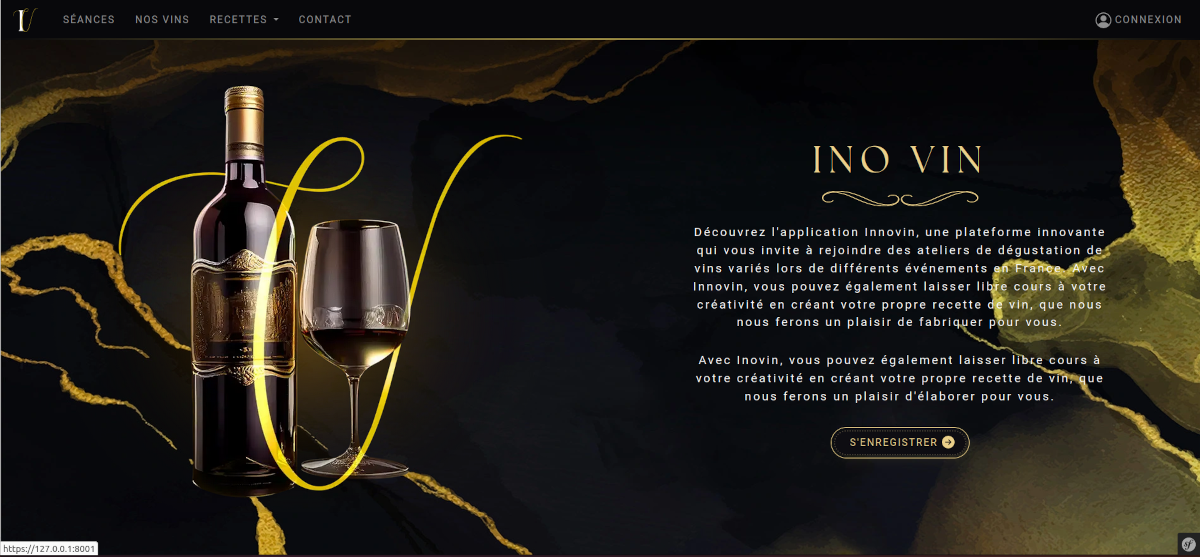 IV
SÉANCES
NOS VINS
RECETTES
CONTACT
CONNEXION
INO VIN
Découvrez l'application Innovin, une plateforme innovante
qui vous invite à rejoindre des ateliers de dégustation de
vins variés lors de différents événements en France. Avec
Innovin, vous pouvez également laisser libre cours à votre
créativité en créant votre propre recette de vin, que nous
nous ferons un plaisir de fabriquer pour vous.
Avec Inovin, vous pouvez également laisser libre cours à
votre créativité en créant votre propre recette de vin, que
nous ferons un plaisir d'élaborer pour vous.
S'ENREGISTRER
https://127.0.0.1:8001
sf